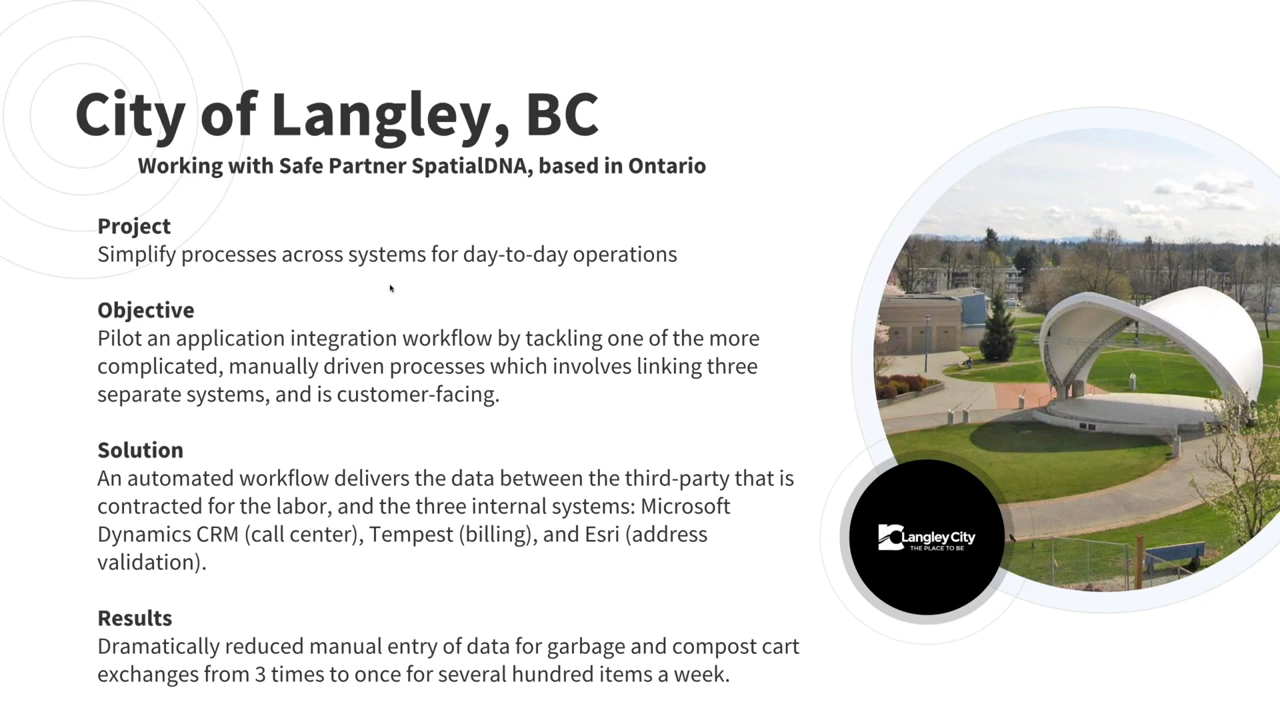 City of Langley, BC
Working with Safe Partner SpatialDNA, based in Ontario
Project
Simplify processes across systems for day-to-day operations
Objective
Pilot an application integration workflow by tackling one of the more
complicated, manually driven processes which involves linking three
separate systems, and is customer-facing.
Solution
An automated workflow delivers the data between the third-party that is
contracted for the labor, and the three internal systems: Microsoft
Dynamics CRM (call center), Tempest (billing), and Esri (address
validation).
Results
Dramatically reduced manual entry of data for garbage and compost cart
exchanges from 3 times to once for several hundred items a week.
Langley City
THE PLACE TO BE